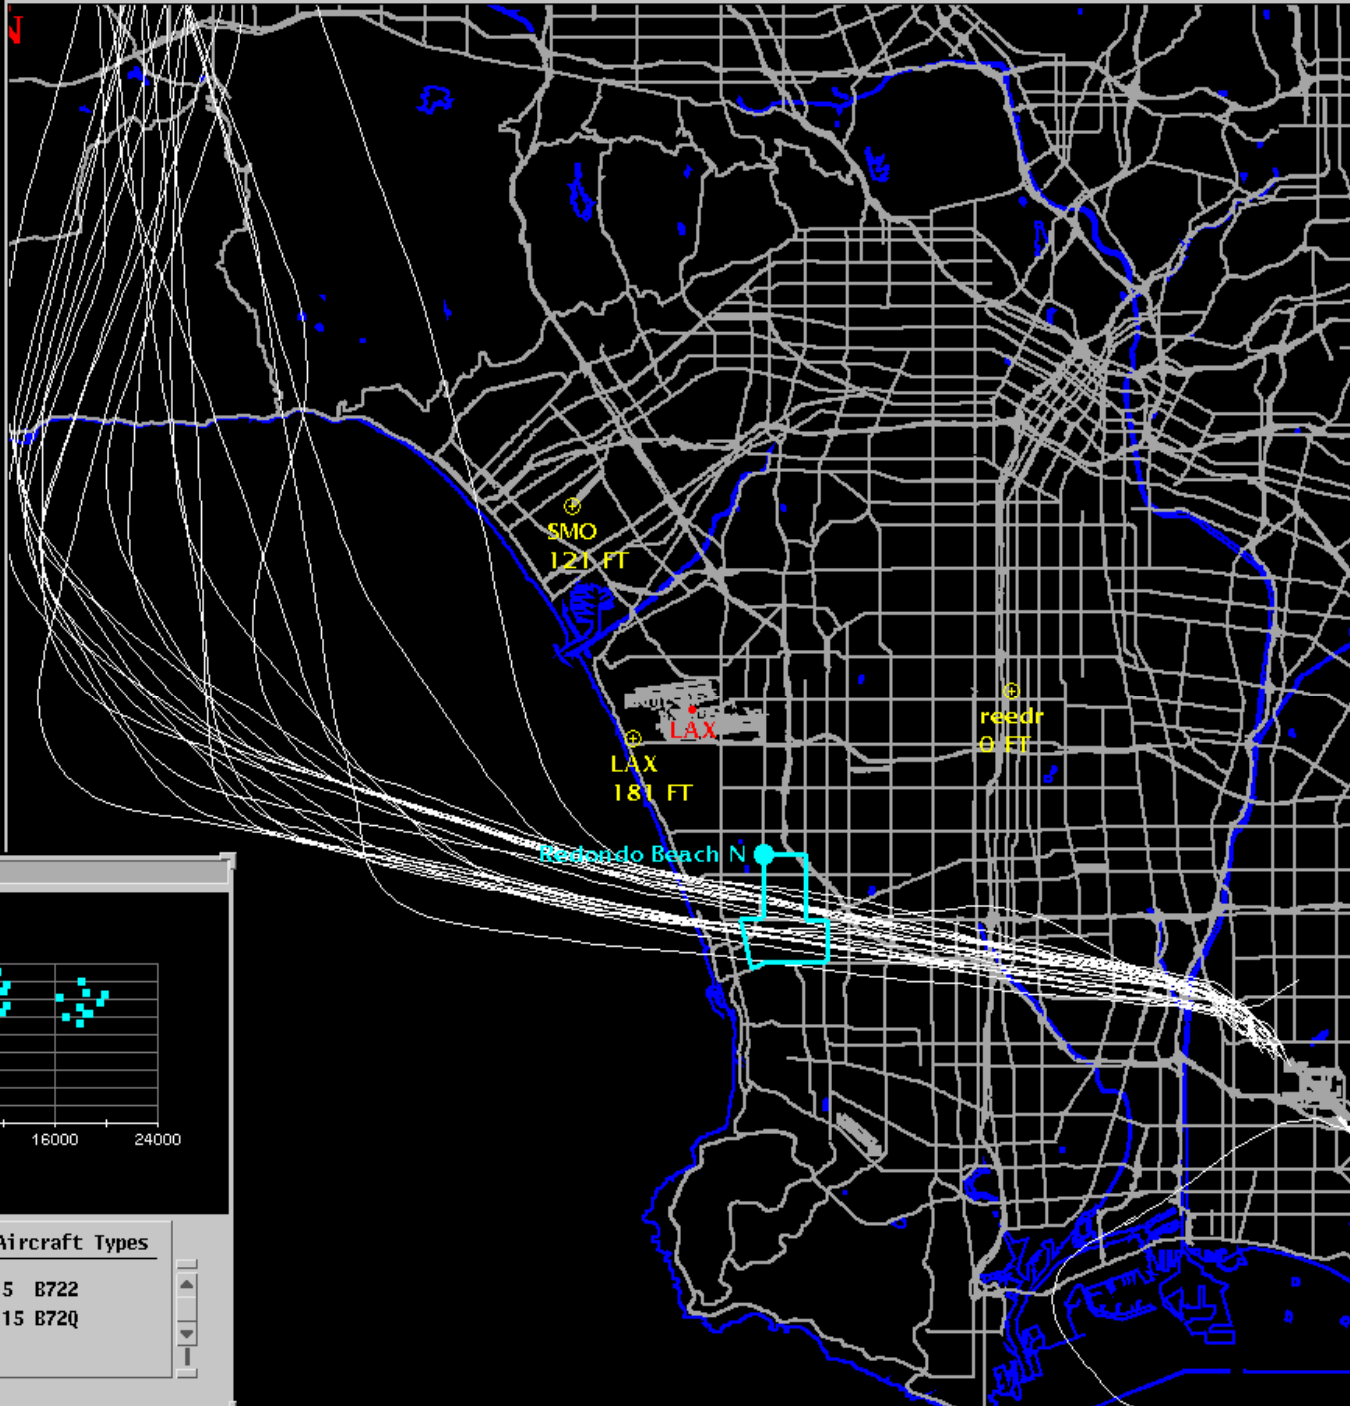 N
SMO
121 FT
LAX
reedr
0 FT
LAX
181 FT
Redondo Beach N
16000 24000
Aircraft Types
5 B722
15 B72Q